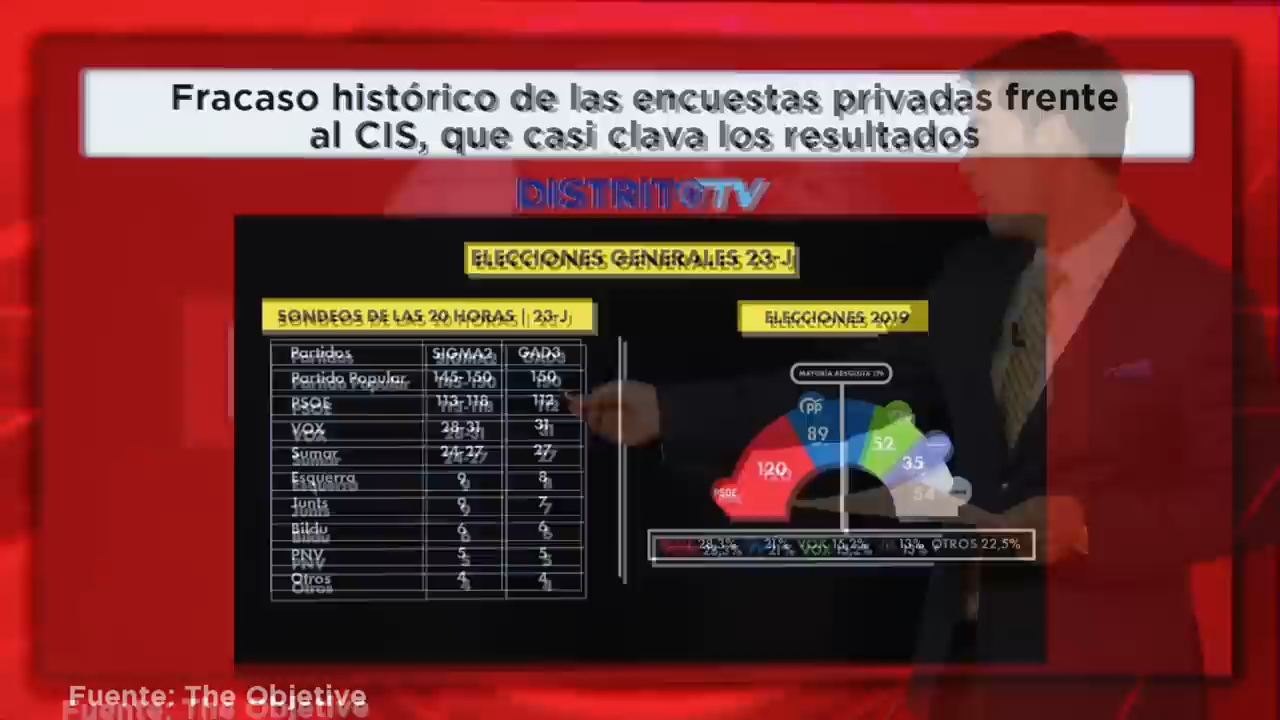 Fracaso histórico de las encuestas privadas frente
al CIS, que casi clava los resultados
DISTRITOTV
ELECCIONES GENERALES 23-J
SONDEOS DE LAS 20 HORAS | 23-J
ELECCIONES 2019
Partidos SIGMA2 GAD3
Partido Popular 145-150 150
PSOE 113-118 112
VOX 28-31 31
Sumar 24-27 27
Esquerra 9 8
Junts 9 7
Bildu 6 6
PNV 5 5
Otros 4 4
MAYORÍA ABSOLUTA 176
PP
89
52
120
35
54
PSOE
28,3% 21% VOX 15,2% 13% OTROS 22,5%
Fuente: The Objetive